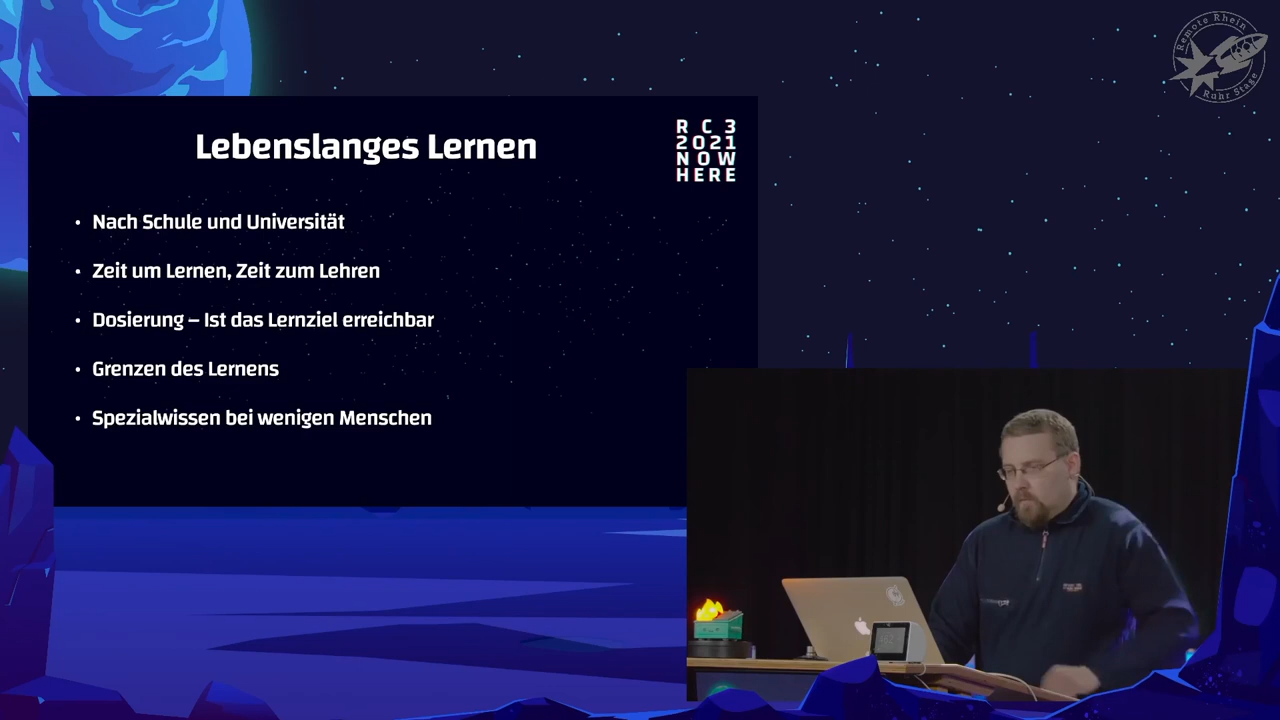 Remote Rhein
Ruhr Stage
Lebenslanges Lernen
R C 3
2021
NOW
HERE
• Nach Schule und Universität
• Zeit um Lernen, Zeit zum Lehren
• Dosierung – Ist das Lernziel erreichbar
• Grenzen des Lernens
• Spezialwissen bei wenigen Menschen